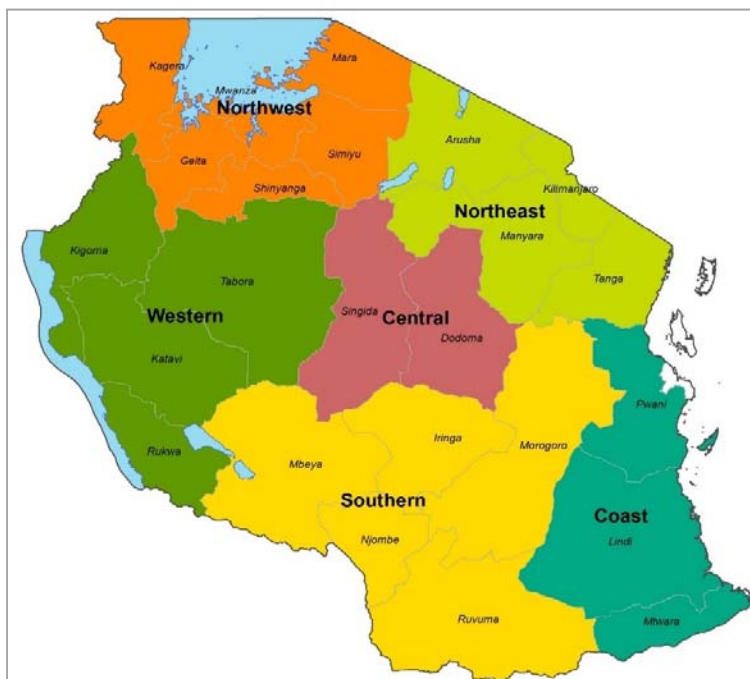 Kagera
Mara
Mwanza
Northwest
Arusha
Geita
Simiyu
Shinyanga
Kilimanjaro
Northeast
Manyara
Kigoma
Tabora
Tanga
Western
Singida
Central
Dodoma
Katavi
Pwani
Rukwa
Iringa
Morogoro
Mbeya
Southern
Coast
Njombe
Lindi
Ruvuma
Mtwara